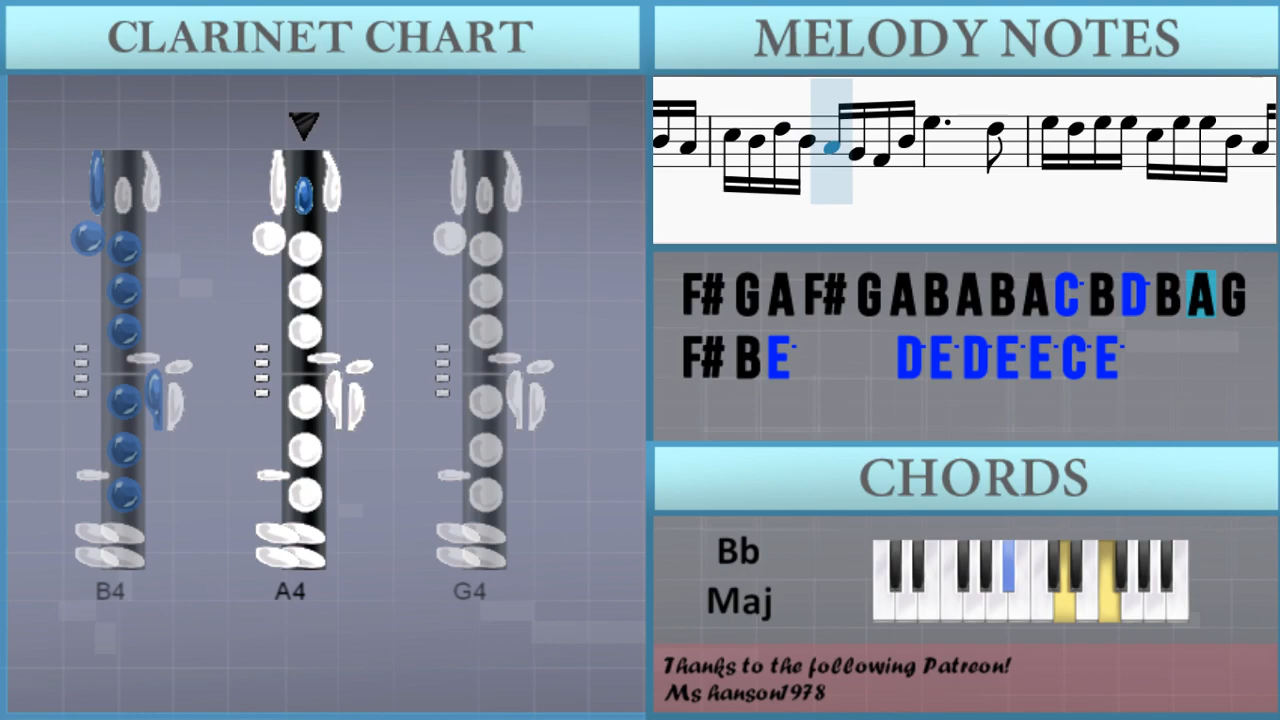 CLARINET CHART
B4
A4
G4
MELODY NOTES
F# G A F# G A B A B A C- B D- B A G
F# B E- D- E- D- E- E- C- E-
CHORDS
Bb
Maj
Thanks to the following Patreon!
Ms hanson1978